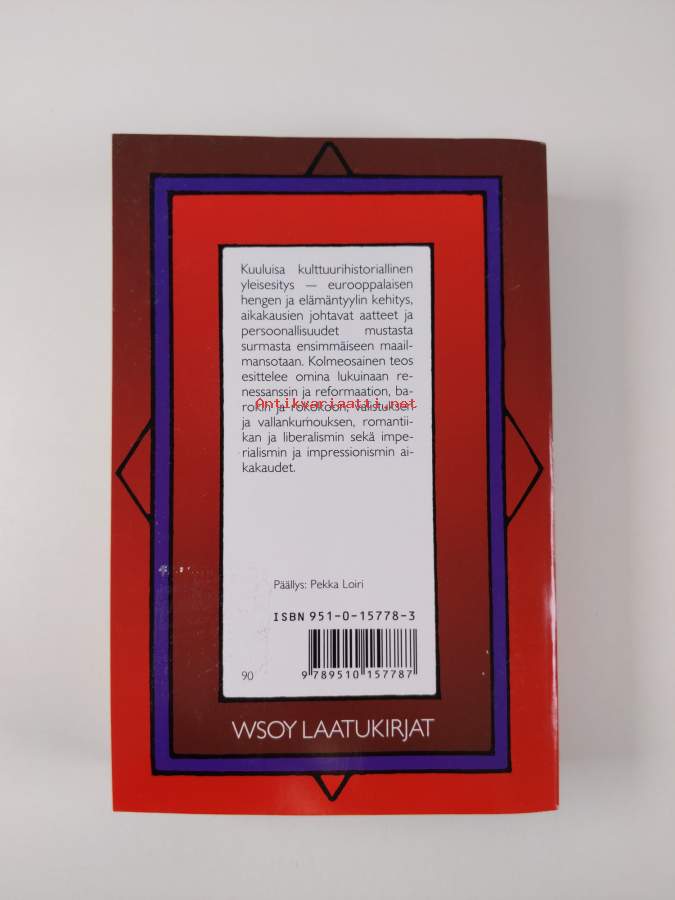 Kuuluisa kulttuurihistoriallinen
yleisesitys — eurooppalaisen
hengen ja elämäntyylin kehitys,
aikakausien johtavat aatteet ja
persoonallisuudet mustasta
surmasta ensimmäiseen maail-
mansotaan. Kolmeosainen teos
esittelee omina lukuinaan re-
nessanssin ja reformaation, ba-
rokin ja rokokoon, valistuksen
Antikvariaatti.net
ja vallankumouksen, romantii-
kan ja liberalismin sekä impe-
rialismin ja impressionismin ai-
kakaudet.
Päällys: Pekka Loiri
ISBN 951-0-15778-3
90
9 789510 157787
WSOY LAATUKIRJAT